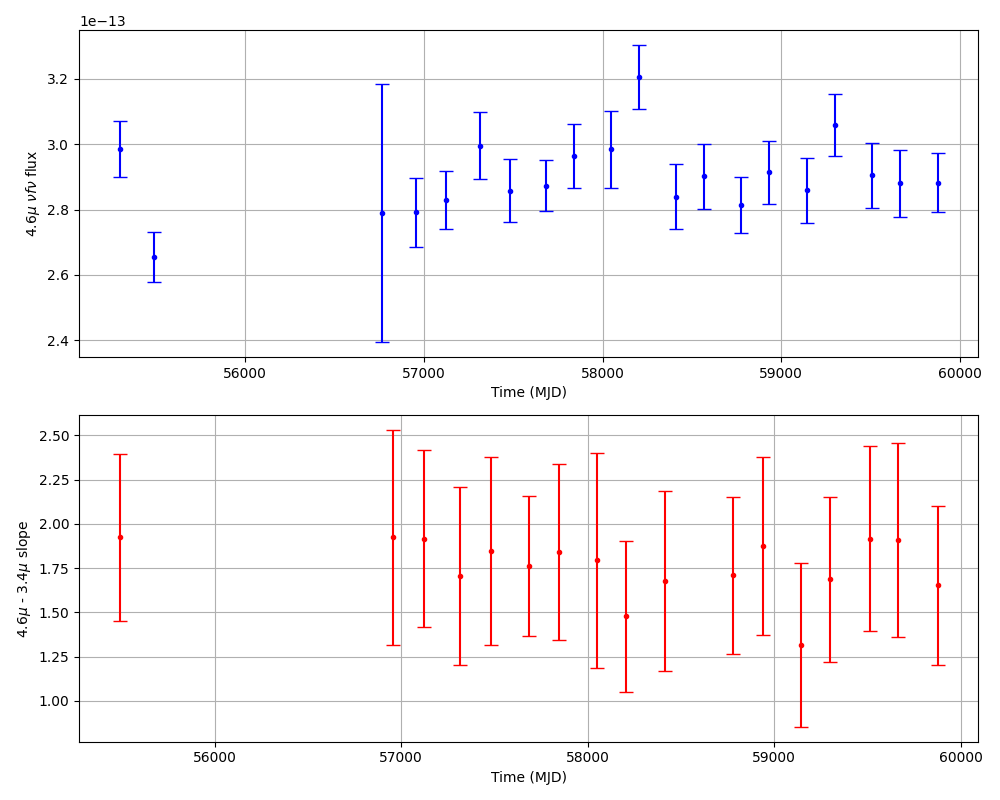 1e−13
3.2
3.0
2.8
2.6
2.4
4.6μ νfν flux
56000 57000 58000 59000 60000
Time (MJD)
2.50
2.25
2.00
1.75
1.50
1.25
1.00
4.6μ - 3.4μ slope
56000 57000 58000 59000 60000
Time (MJD)